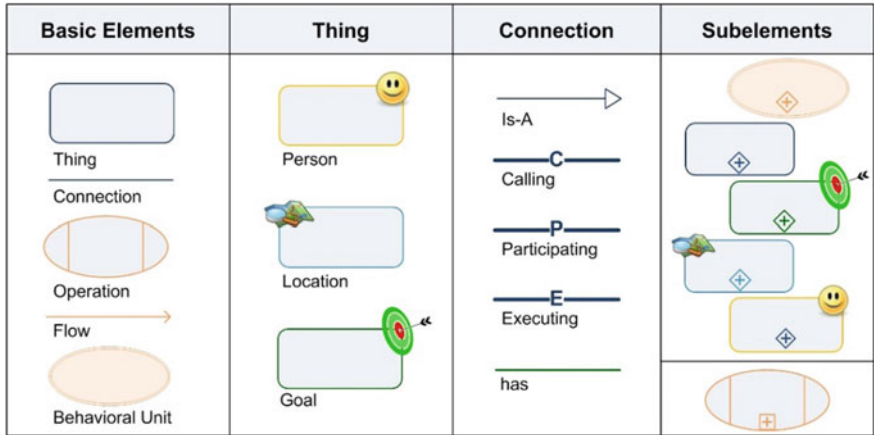 Basic Elements
Thing
Connection
Operation
Flow
Behavioral Unit
Thing
Person
Location
Goal
Connection
Is-A
C
Calling
P
Participating
E
Executing
has
Subelements